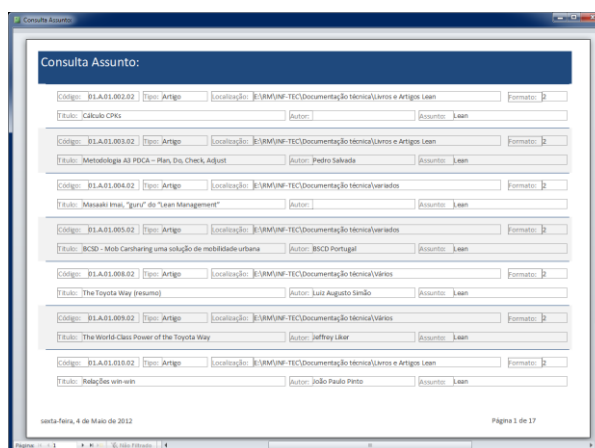 Consulta Assunto:
Consulta Assunto:
Código: 01.A.01.002.02 Tipo: Artigo Localização: E:\RM\INF-TEC\Documentação técnica\Livros e Artigos Lean Formato: 2
Título: Cálculo CPKs Autor: Assunto: Lean
Código: 01.A.01.003.02 Tipo: Artigo Localização: E:\RM\INF-TEC\Documentação técnica\Livros e Artigos Lean Formato: 2
Título: Metodologia A3 PDCA – Plan, Do, Check, Adjust Autor: Pedro Salvada Assunto: Lean
Código: 01.A.01.004.02 Tipo: Artigo Localização: E:\RM\INF-TEC\Documentação técnica\variados Formato: 2
Título: Masaaki Imai, "guru" do "Lean Management" Autor: Assunto: Lean
Código: 01.A.01.005.02 Tipo: Artigo Localização: E:\RM\INF-TEC\Documentação técnica\variados Formato: 2
Título: BCSD - Mob Carsharing uma solução de mobilidade urbana Autor: BSCD Portugal Assunto: Lean
Código: 01.A.01.008.02 Tipo: Artigo Localização: E:\RM\INF-TEC\Documentação técnica\Vários Formato: 2
Título: The Toyota Way (resumo) Autor: Luiz Augusto Simão Assunto: Lean
Código: 01.A.01.009.02 Tipo: Artigo Localização: E:\RM\INF-TEC\Documentação técnica\Vários Formato: 2
Título: The World-Class Power of the Toyota Way Autor: Jeffrey Liker Assunto: Lean
Código: 01.A.01.010.02 Tipo: Artigo Localização: E:\RM\INF-TEC\Documentação técnica\Livros e Artigos Lean Formato: 2
Título: Relações win-win Autor: João Paulo Pinto Assunto: Lean
sexta-feira, 4 de Maio de 2012 Página 1 de 17
Página: 1 Não Filtrado